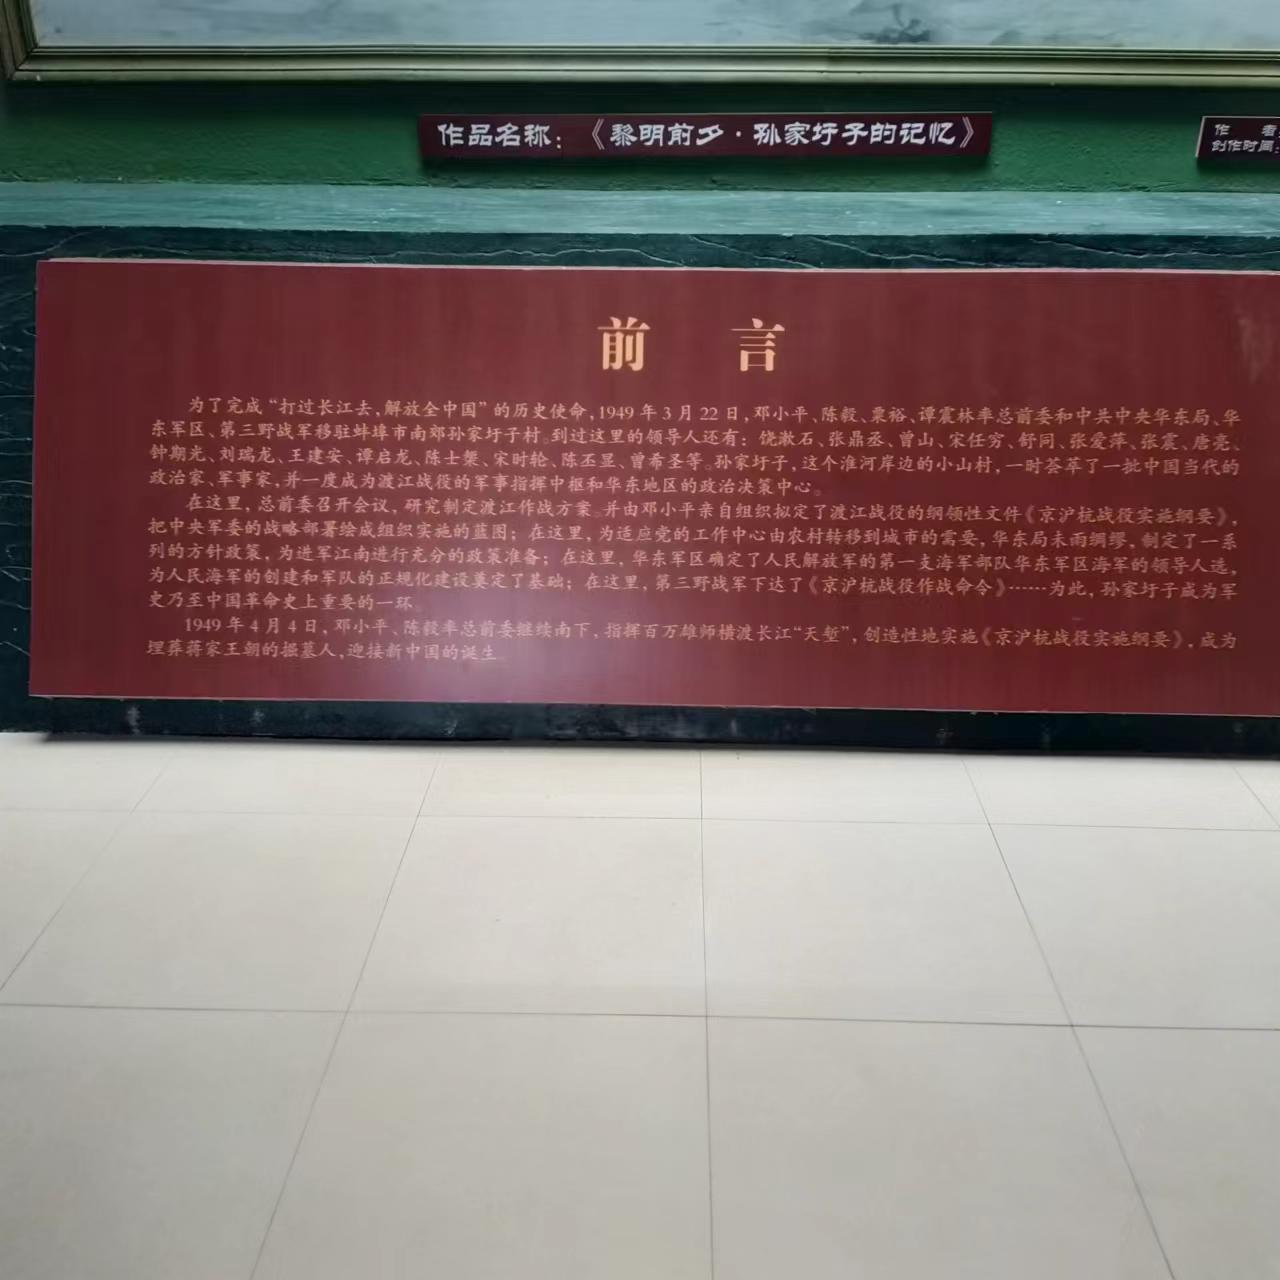 作品名称：《黎明前夕·孙家圩子的记忆》
作 者
创作时间：
前 言
为了完成“打过长江去，解放全中国”的历史使命，1949年3月22日，邓小平、陈毅、粟裕、谭震林率总前委和中共中央华东局、华
东军区、第三野战军移驻蚌埠市南郊孙家圩子村。到过这里的领导人还有：饶漱石、张鼎丞、曾山、宋任穷、舒同、张爱萍、张震、唐亮、
钟期光、刘瑞龙、王建安、谭启龙、陈士榘、宋时轮、陈丕显、曾希圣等。孙家圩子，这个淮河岸边的小山村，一时荟萃了一批中国当代的
政治家、军事家，并一度成为渡江战役的军事指挥中枢和华东地区的政治决策中心。
在这里，总前委召开会议，研究制定渡江作战方案。并由邓小平亲自组织拟定了渡江战役的纲领性文件《京沪杭战役实施纲要》，
把中央军委的战略部署绘成组织实施的蓝图；在这里，为适应党的工作中心由农村转移到城市的需要，华东局未雨绸缪，制定了一系
列的方针政策，为进军江南进行充分的政策准备；在这里，华东军区确定了人民解放军的第一支海军部队华东军区海军的领导人选，
为人民海军的创建和军队的正规化建设奠定了基础；在这里，第三野战军下达了《京沪杭战役作战命令》……为此，孙家圩子成为军
史乃至中国革命史上重要的一环。
1949年4月4日，邓小平、陈毅率总前委继续南下，指挥百万雄师横渡长江“天堑”，创造性地实施《京沪杭战役实施纲要》，成为
埋葬蒋家王朝的掘墓人，迎接新中国的诞生。